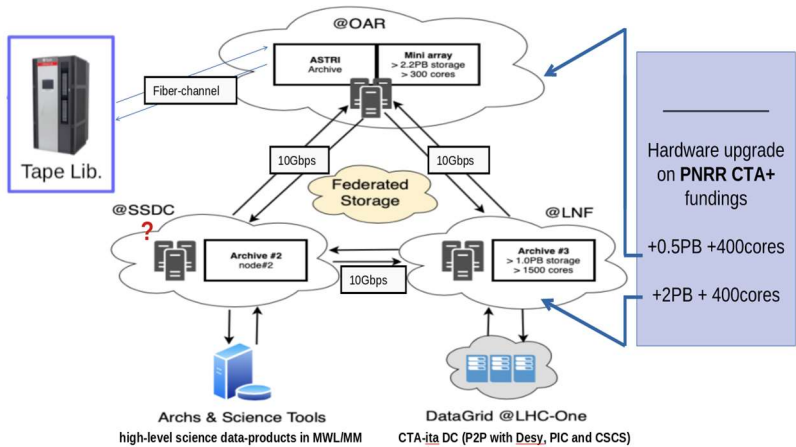 @OAR
ASTRI
Archive
Mini array
> 2.2PB storage
> 300 cores
Fiber-channel
Tape Lib.
10Gbps
10Gbps
Federated
Storage
Hardware upgrade
on PNRR CTA+
fundings
+0.5PB +400cores
+2PB + 400cores
@SSDC
?
Archive #2
node#2
@LNF
Archive #3
> 1.0PB storage
> 1500 cores
10Gbps
Archs & Science Tools
high-level science data-products in MWL/MM
DataGrid @LHC-One
CTA-ita DC (P2P with Desy, PIC and CSCS)